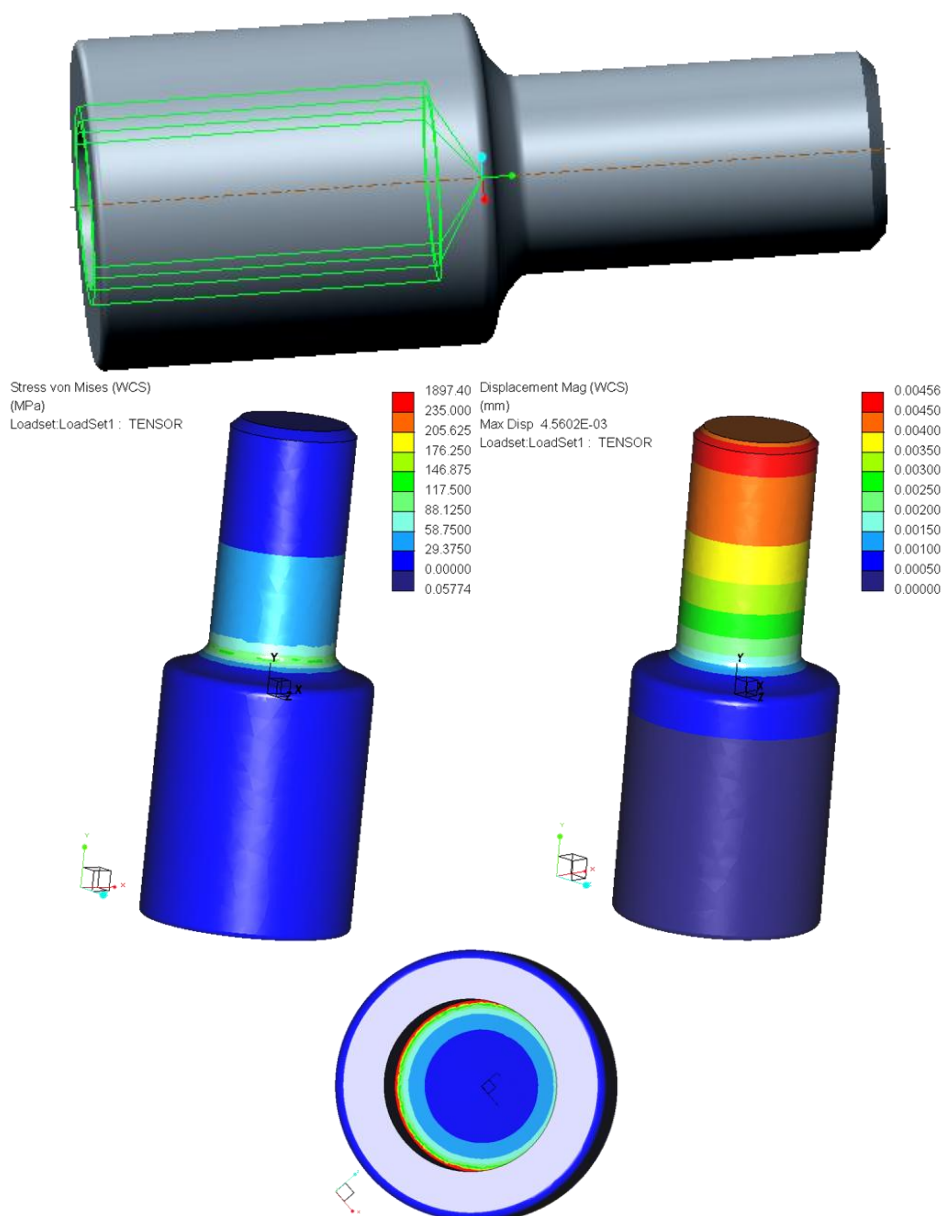 Stress von Mises (WCS)
(MPa)
Loadset:LoadSet1 : TENSOR
1897.40
235.000
205.625
176.250
146.875
117.500
88.1250
58.7500
29.3750
0.00000
0.05774
Displacement Mag (WCS)
(mm)
Max Disp 4.5602E-03
Loadset:LoadSet1 : TENSOR
0.00456
0.00450
0.00400
0.00350
0.00300
0.00250
0.00200
0.00150
0.00100
0.00050
0.00000
Y
X
Z
Y
X
Z
Y
X
Y
X